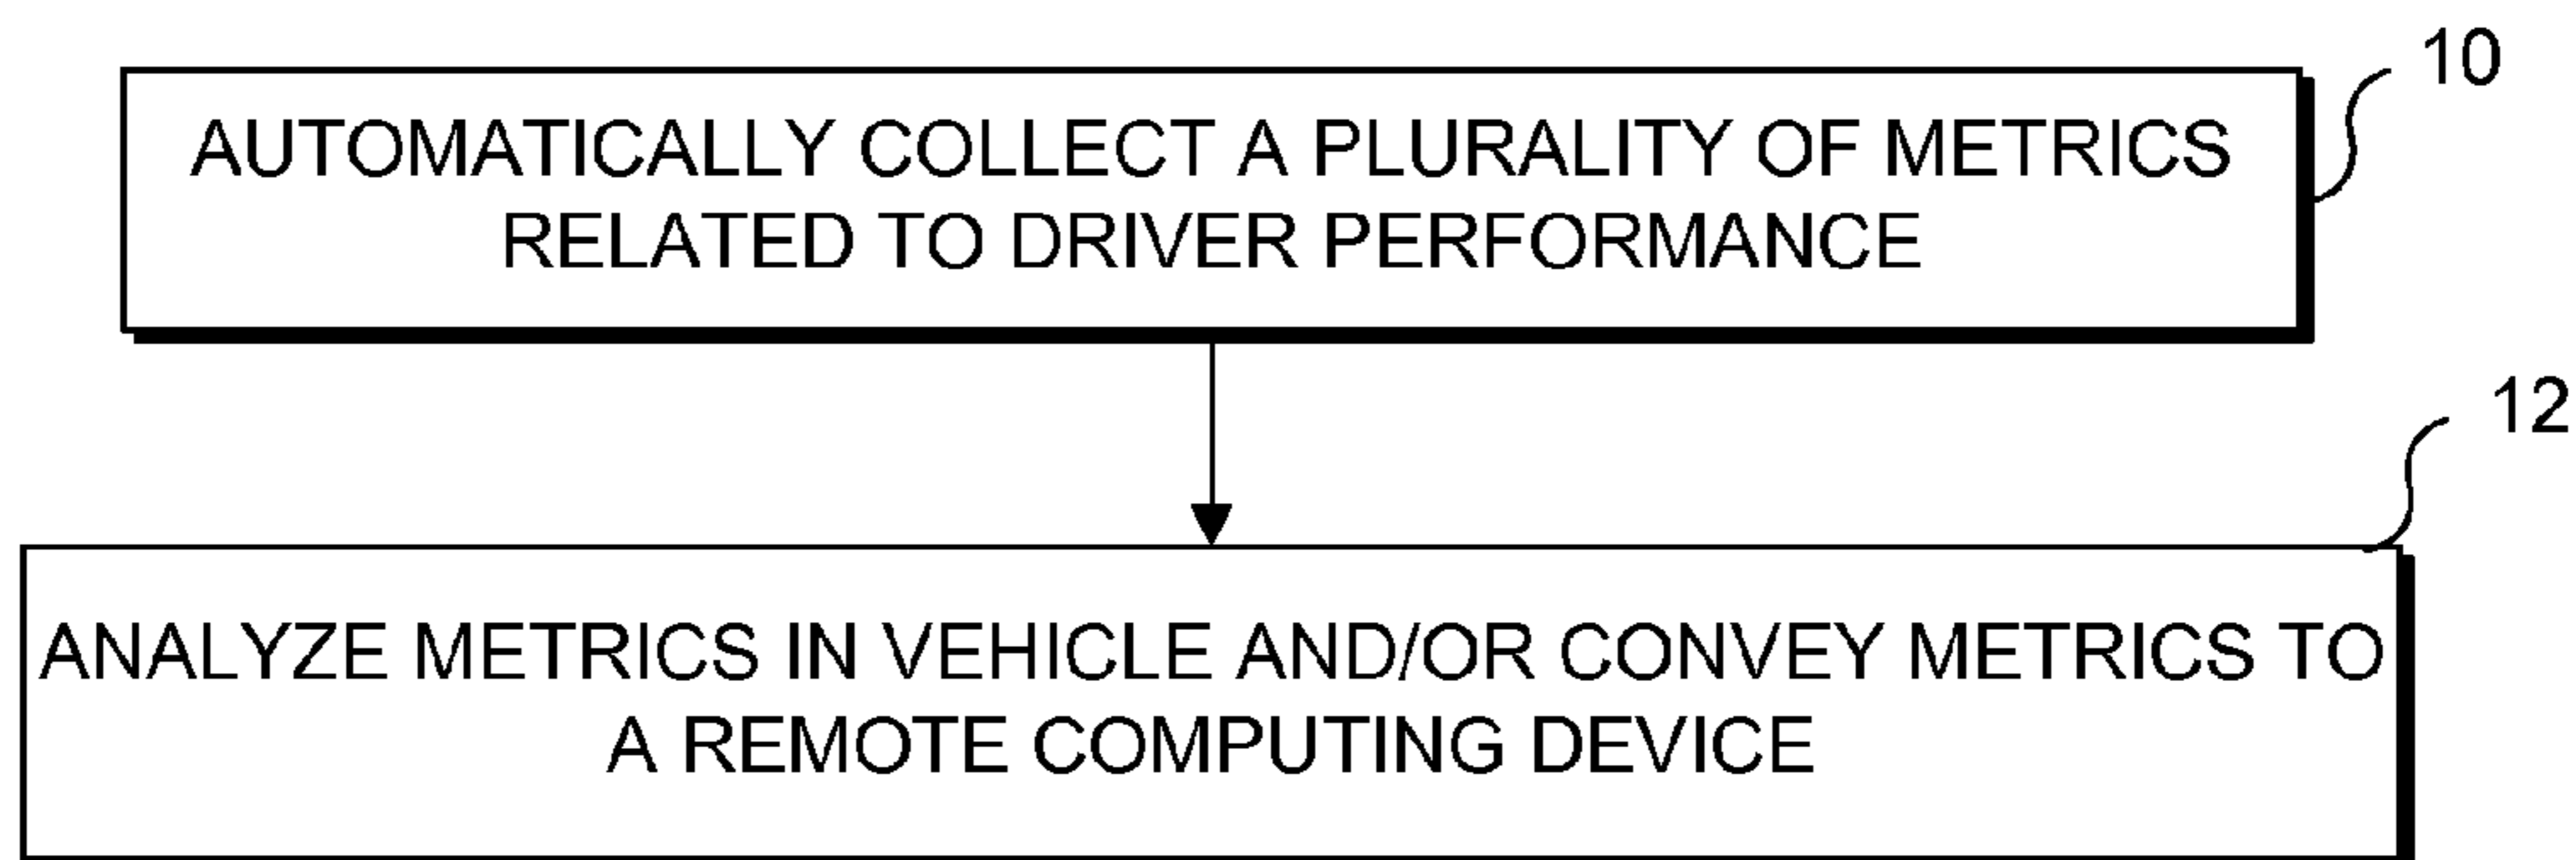 10
AUTOMATICALLY COLLECT A PLURALITY OF METRICS
RELATED TO DRIVER PERFORMANCE
12
ANALYZE METRICS IN VEHICLE AND/OR CONVEY METRICS TO
A REMOTE COMPUTING DEVICE